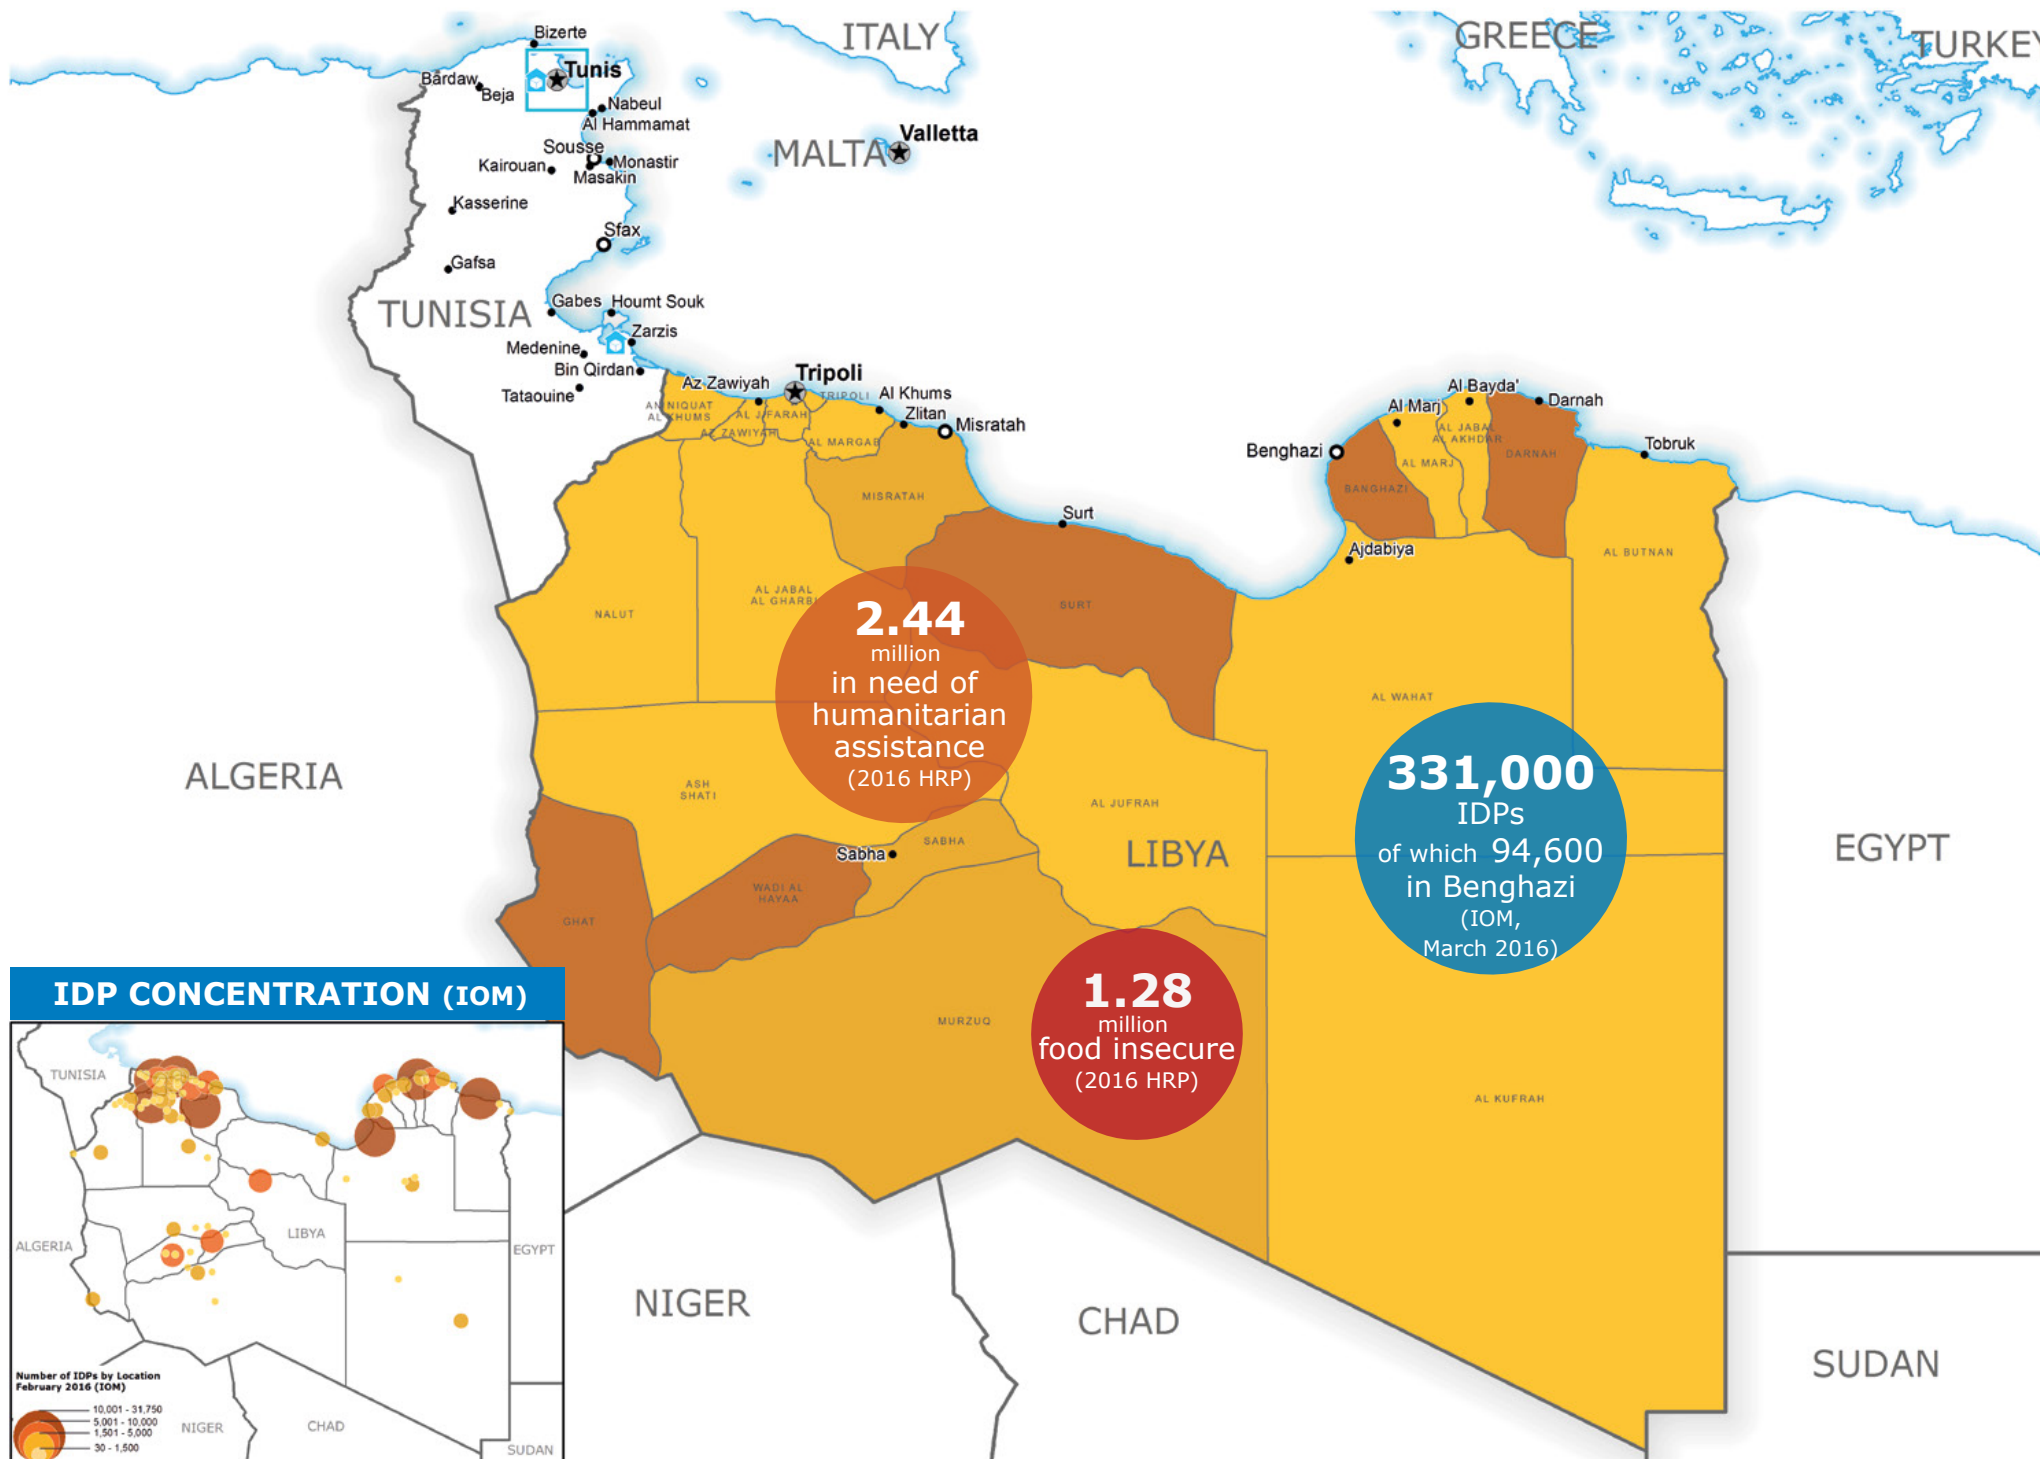 ITALY
GREECE
TURKEY
Bizerte
Tunis
Bardaw
Beja
Nabeul
Al Hammamat
MALTA
Valletta
Sousse
Monastir
Kairouan
Masakin
Kasserine
Sfax
Gafsa
TUNISIA
Gabes
Houmt Souk
Zarzis
Medenine
Bin Qirdan
Tataouine
Az Zawiyah
Tripoli
TRIPOLI
Al Khums
Zlitan
Misratah
AN NIQUAT
AL KHUMS
AL JIFARAH
AZ ZAWIYAH
AL MARGAB
MISRATAH
Al Bayda'
Al Marj
Darnah
AL JABAL
AL AKHDAR
Benghazi
AL MARJ
DARNAH
Tobruk
BANGHAZI
Surt
Ajdabiya
AL BUTNAN
NALUT
AL JABAL
AL GHARBI
SURT
2.44
million
in need of
humanitarian
assistance
(2016 HRP)
AL WAHAT
331,000
IDPs
of which 94,600
in Benghazi
(IOM,
March 2016)
ALGERIA
ASH
SHATI
AL JUFRAH
LIBYA
EGYPT
Sabha
SABHA
WADI AL
HAYAA
GHAT
MURZUQ
1.28
million
food insecure
(2016 HRP)
AL KUFRAH
NIGER
CHAD
SUDAN
IDP CONCENTRATION (IOM)
TUNISIA
LIBYA
ALGERIA
EGYPT
Number of IDPs by Location
February 2016 (IOM)
10,001 - 31,750
5,001 - 10,000
1,501 - 5,000
30 - 1,500
NIGER
CHAD
SUDAN